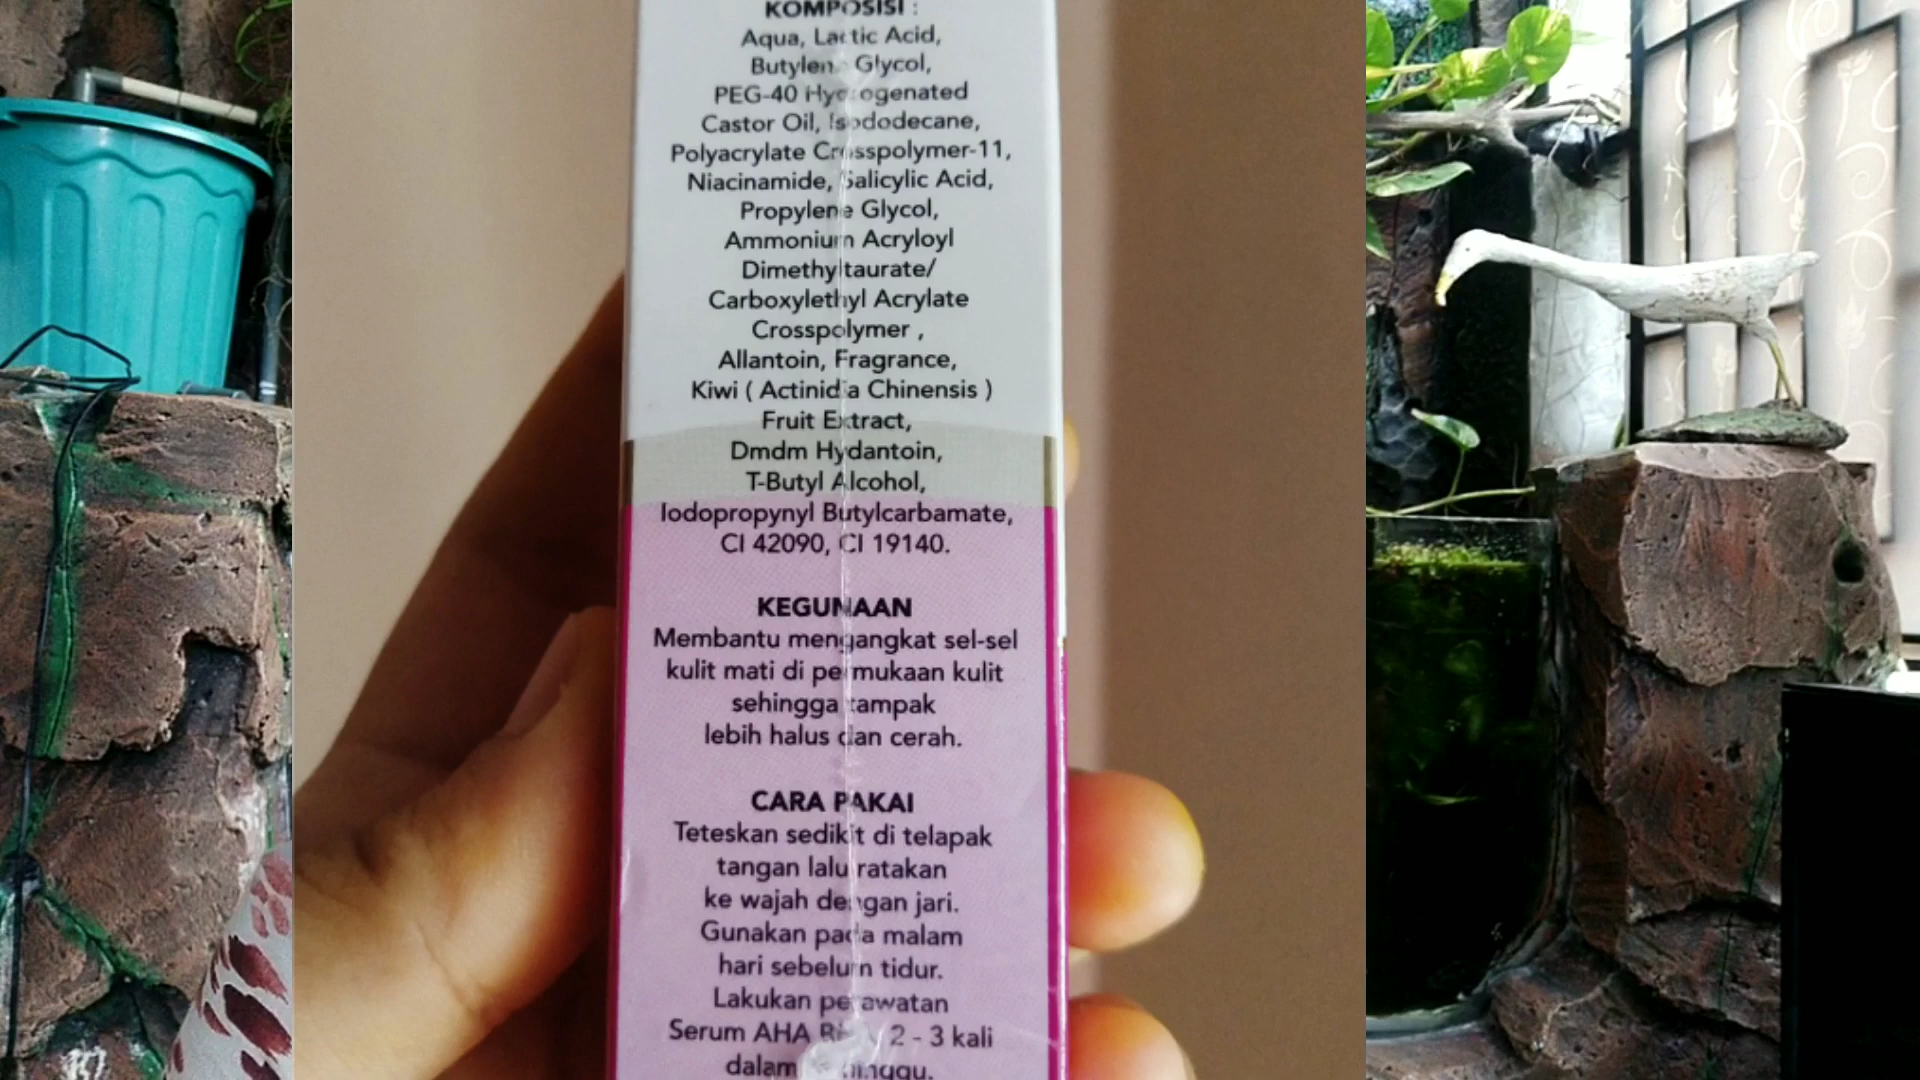 KOMPOSISI :
Aqua, Lactic Acid,
Butylene Glycol,
PEG-40 Hydrogenated
Castor Oil, Isododecane,
Polyacrylate Crosspolymer-11,
Niacinamide, Salicylic Acid,
Propylene Glycol,
Ammonium Acryloyl
Dimethyltaurate/
Carboxylethyl Acrylate
Crosspolymer ,
Allantoin, Fragrance,
Kiwi ( Actinidia Chinensis )
Fruit Extract,
Dmdm Hydantoin,
T-Butyl Alcohol,
Iodopropynyl Butylcarbamate,
CI 42090, CI 19140.
KEGUNAAN
Membantu mengangkat sel-sel
kulit mati di permukaan kulit
sehingga tampak
lebih halus dan cerah.
CARA PAKAI
Teteskan sedikit di telapak
tangan lalu ratakan
ke wajah dengan jari.
Gunakan pada malam
hari sebelum tidur.
Lakukan perawatan
Serum AHA 2 - 3 kali
dalam